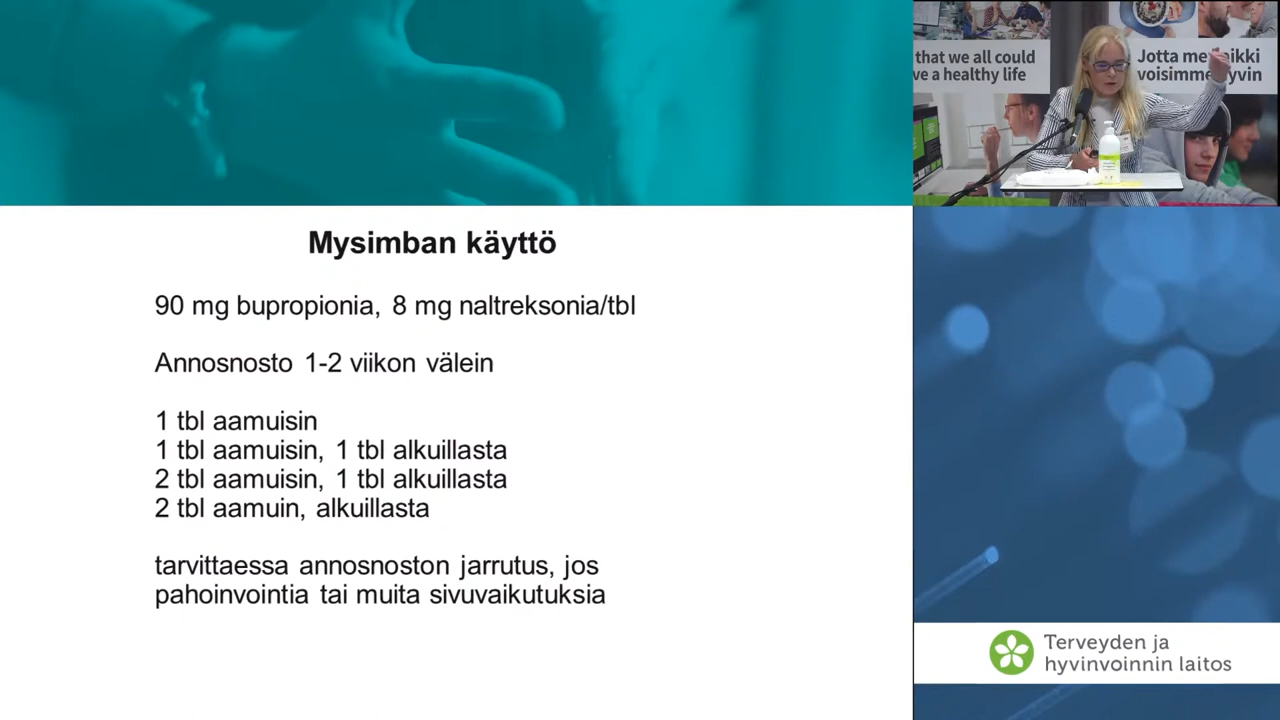 Mysimban käyttö
90 mg bupropionia, 8 mg naltreksonia/tbl
Annosnosto 1-2 viikon välein
1 tbl aamuisin
1 tbl aamuisin, 1 tbl alkuillasta
2 tbl aamuisin, 1 tbl alkuillasta
2 tbl aamuin, alkuillasta
tarvittaessa annosnoston jarrutus, jos
pahoinvointia tai muita sivuvaikutuksia
that we all could
ve a healthy life
Jotta me
voisimme
Terveyden ja
hyvinvoinnin laitos